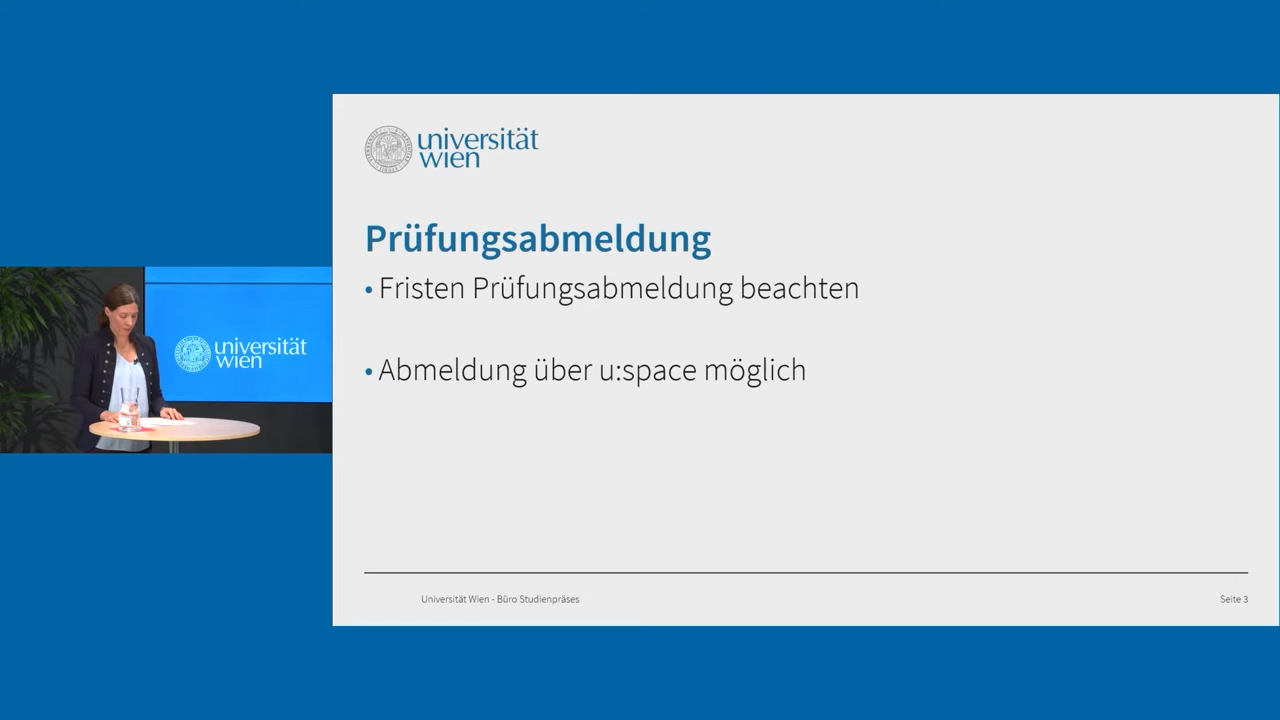 universität
wien
Prüfungsabmeldung
• Fristen Prüfungsabmeldung beachten
• Abmeldung über u:space möglich
Universität Wien - Büro Studienpräses
Seite 3
universität
wien